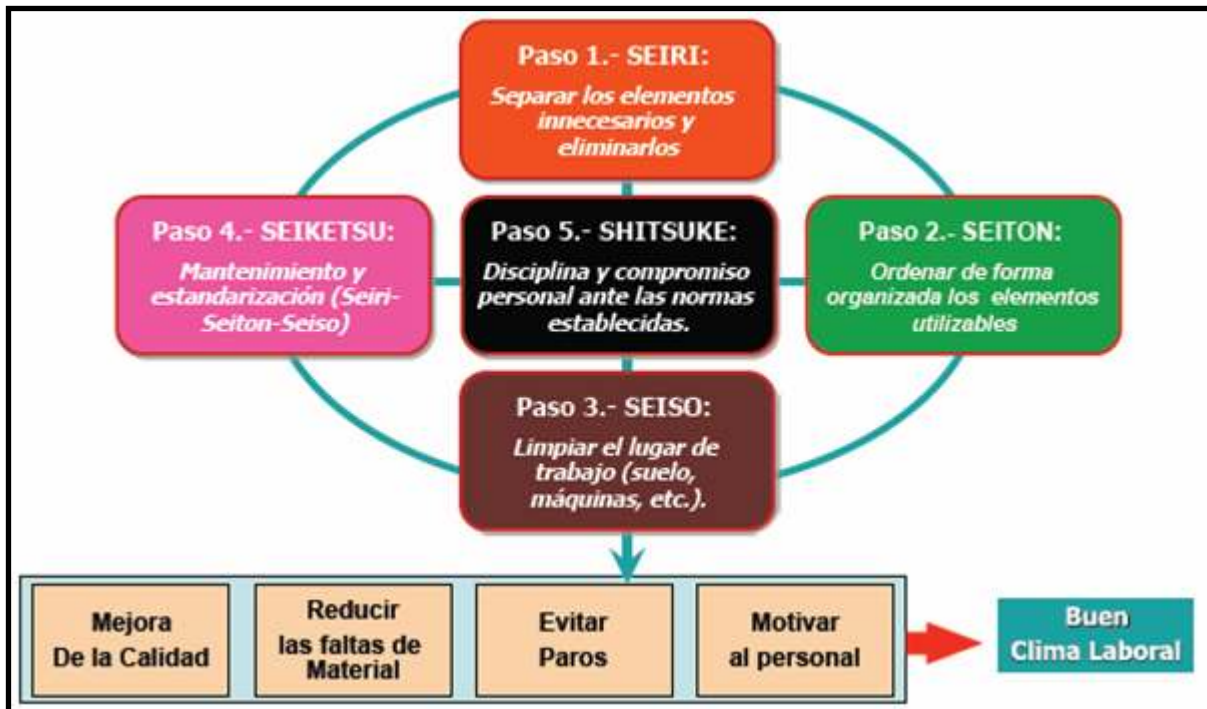 Paso 1.- SEIRI:
Separar los elementos
innecesarios y
eliminarlos
Paso 4.- SEIKETSU:
Mantenimiento y
estandarización (Seiri-
Seiton-Seiso)
Paso 5.- SHITSUKE:
Disciplina y compromiso
personal ante las normas
establecidas.
Paso 2.- SEITON:
Ordenar de forma
organizada los elementos
utilizables
Paso 3.- SEISO:
Limpiar el lugar de
trabajo (suelo,
máquinas, etc.).
Mejora
De la Calidad
Reducir
las faltas de
Material
Evitar
Paros
Motivar
al personal
Buen
Clima Laboral